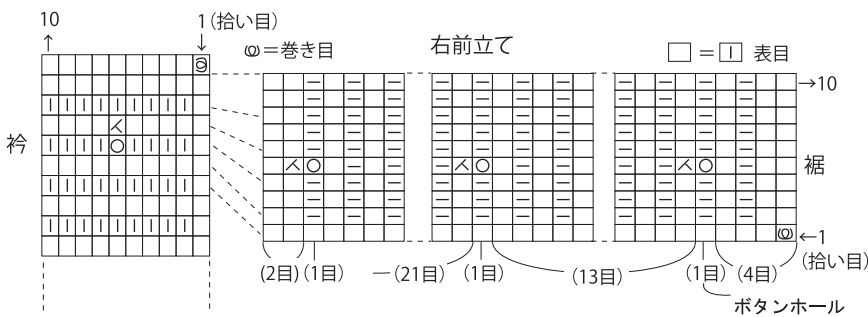 10
1 (拾い目)
=巻き目
右前立て
= 表目
→10
衿
裾
←1
(拾い目)
(2目) (1目) (21目) (1目) (13目) (1目) (4目)
ボタンホール